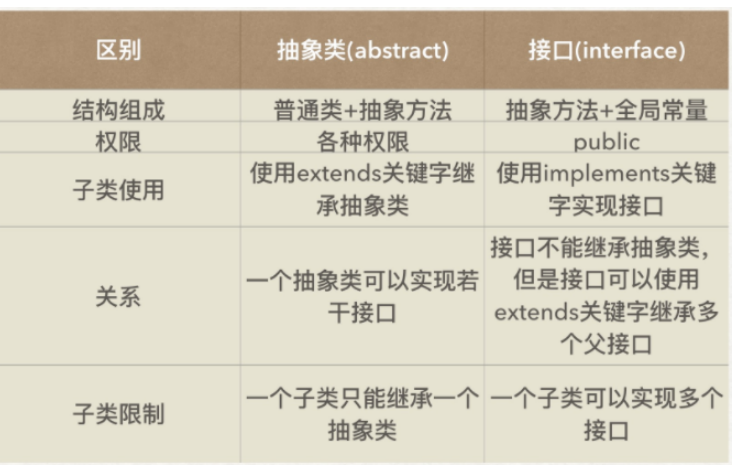 区别 抽象类(abstract) 接口(interface)
结构组成 普通类+抽象方法 抽象方法+全局常量
权限 各种权限 public
子类使用 使用extends关键字继
承抽象类 使用implements关键
字实现接口
关系 一个抽象类可以实现若
干接口 接口不能继承抽象类，
但是接口可以使用
extends关键字继承多
个父接口
子类限制 一个子类只能继承一个
抽象类 一个子类可以实现多个
接口